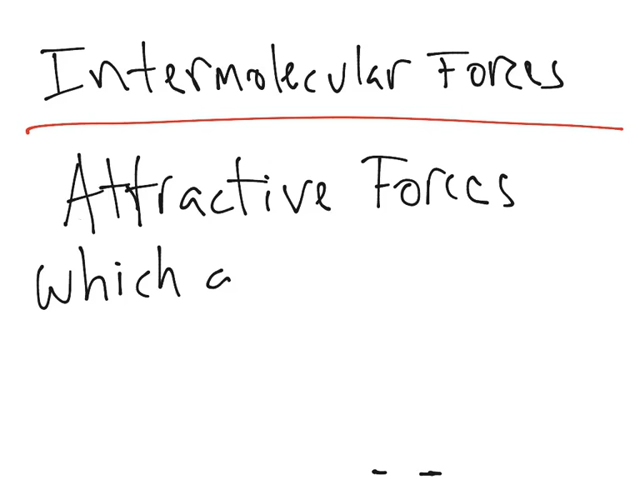 Intermolecular Forces
Attractive Forces
which a